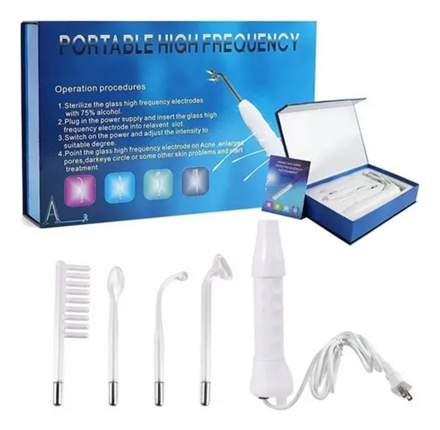 PORTABLE HIGH FREQUENCY
Operation procedures
1.Sterilize the glass high frequency electrodes
with 75% alcohol.
2.Plug in the power supply and insert the glass high
frequency electrode into relavent slot
3.Switch on the power and adjust the intensity to
suitable degree.
4.Point the glass high frequency electrode on Acne ,enlarged
pores,darkeye circle or some other skin problems and start
treatment